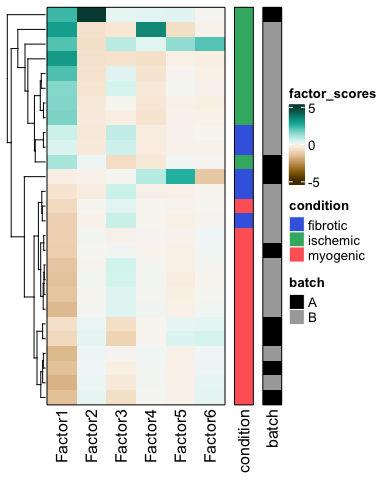 factor_scores
5
0
-5
condition
fibrotic
ischemic
myogenic
batch
A
B
Factor1
Factor2
Factor3
Factor4
Factor5
Factor6
condition
batch